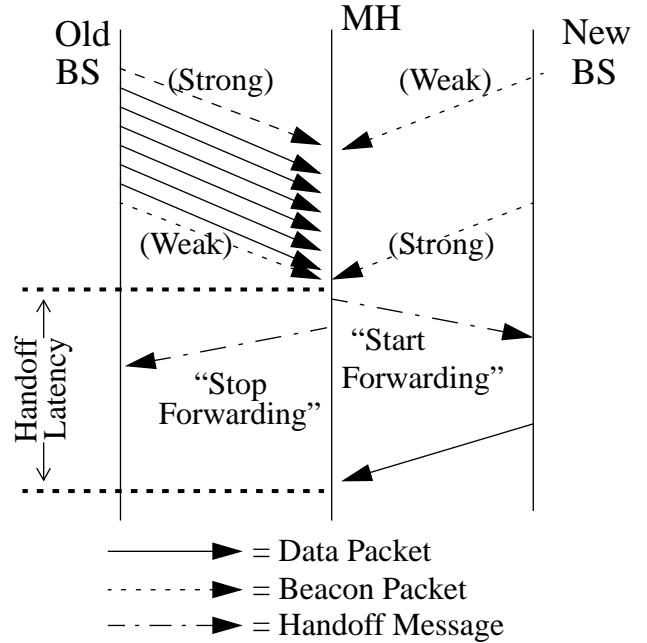 Old
BS
MH
New
BS
(Strong)
(Weak)
(Weak)
(Strong)
Handoff
Latency
“Start
Forwarding”
“Stop
Forwarding”
= Data Packet
= Beacon Packet
= Handoff Message